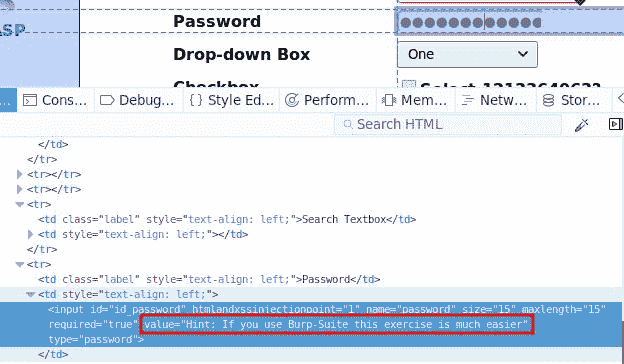 ASP
Password
Drop-down Box
One
...
Cons...
Debug...
{ } Style Ed...
Perform...
Mem...
Netw...
Stor...
Search HTML
</td>
</tr>
<tr></tr>
<tr></tr>
<tr>
<td class="label" style="text-align: left;">Search Textbox</td>
<td style="text-align: left;"></td>
</tr>
<tr>
<td class="label" style="text-align: left;">Password</td>
<td style="text-align: left;">
<input id="id_password" htmlandxssinjectionpoint="1" name="password" size="15" maxlength="15"
required="true" value="Hint: If you use Burp-Suite this exercise is much easier"
type="password">
</td>